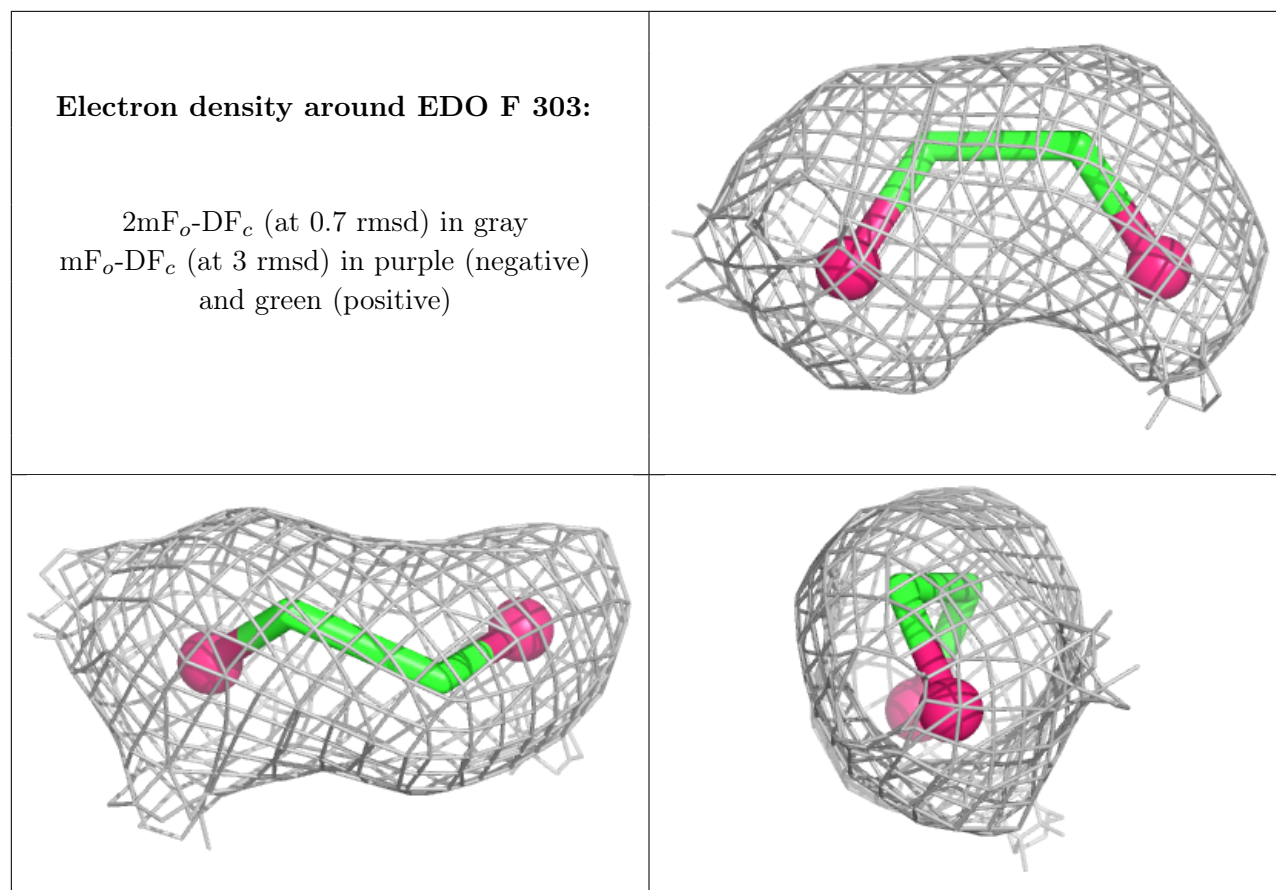 Electron density around EDO F 303:
2mFo-DFc (at 0.7 rmsd) in gray
mFo-DFc (at 3 rmsd) in purple (negative)
and green (positive)